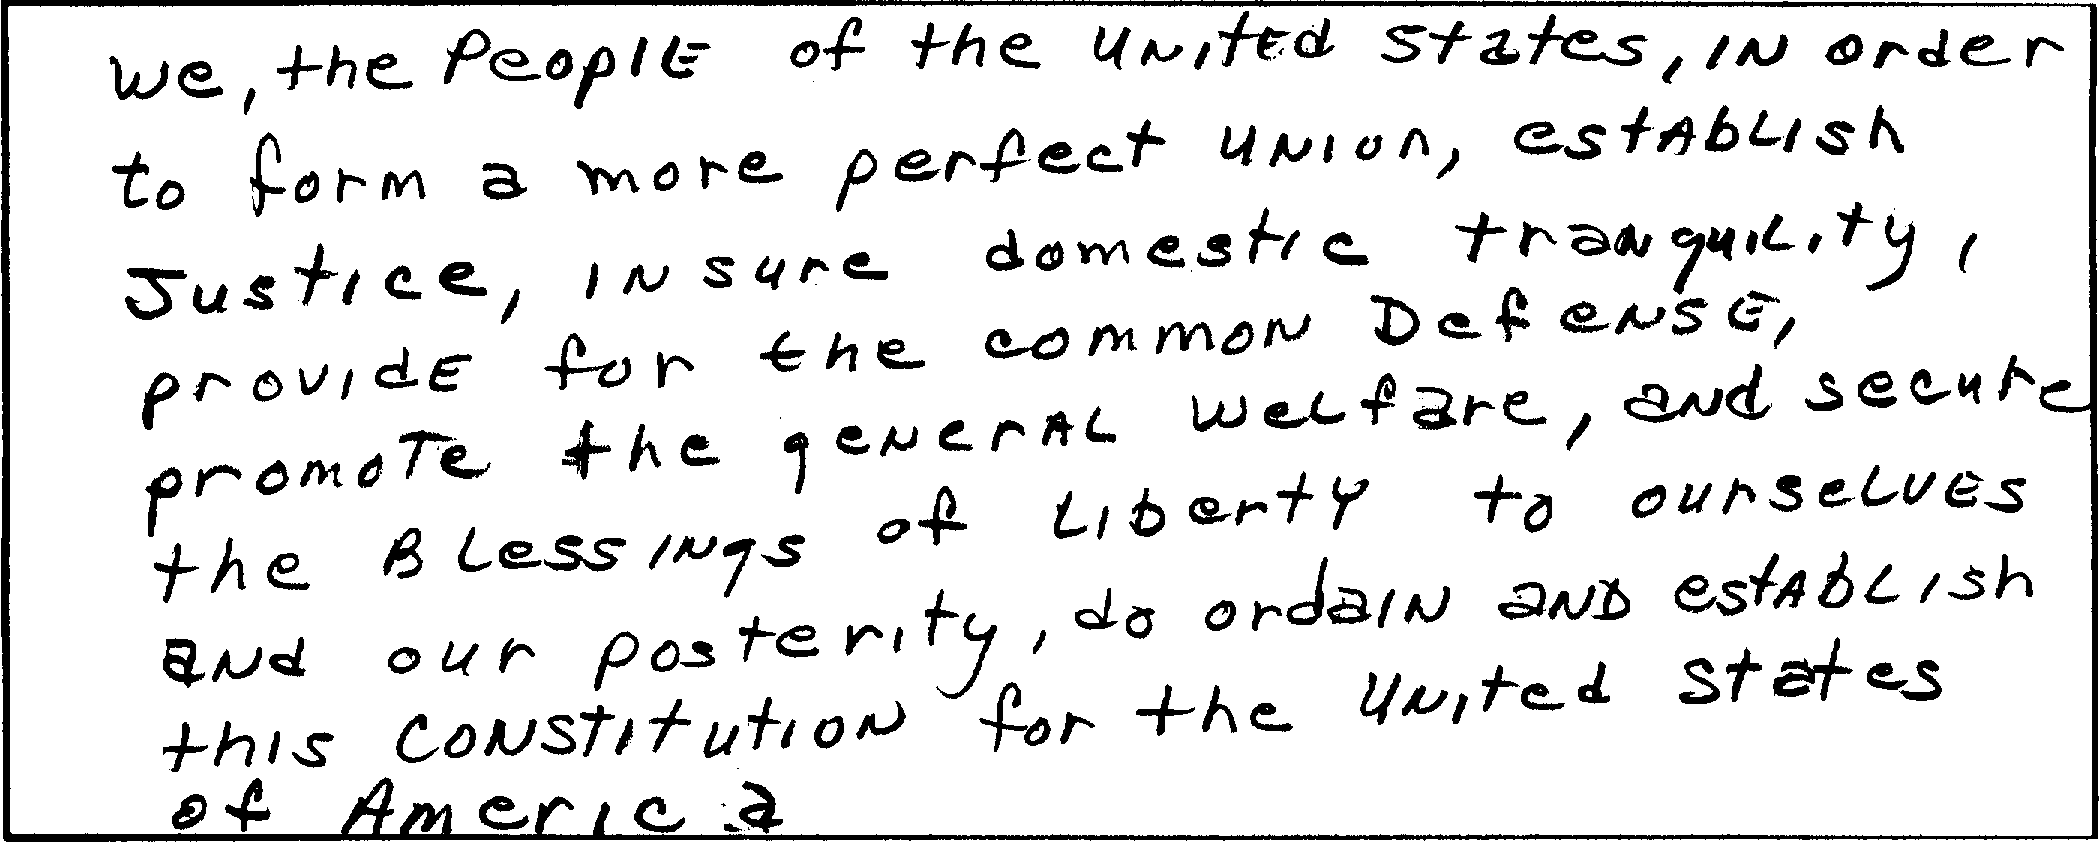 We, the PeoplE of the UNitEd States, IN order
to form a more perfect UNIon, estAbLish
Justice, INsure domestic traNquiLity,
providE for the commoN DefeNsE,
promoTe the geNerAL weLfare, aNd secure
the BLessINgs of LiberTY to ourseLVEs
aNd our posterity, do ordaIN aND estAbLish
this CoNstitutioN for the UNited States
of America